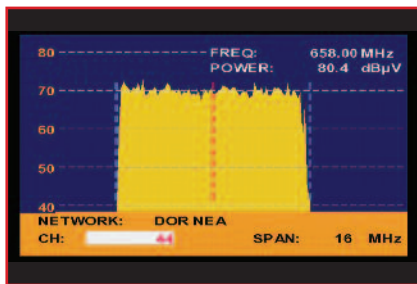 80 FREQ: 658.00 MHz
POWER: 80.4 dBµV
70
60
50
40
NETWORK: DOR NEA
CH: 44 SPAN: 16 MHz